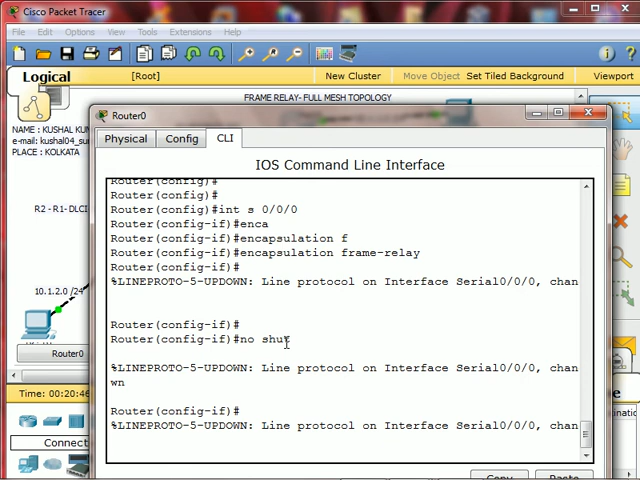 Cisco Packet Tracer
File Edit Options View Tools Extensions Help
Logical [Root] New Cluster Move Object Set Tiled Background Viewport
FRAME RELAY- FULL MESH TOPOLOGY
NAME : KUSHAL
e-mail: kushal04_su
PLACE : KOLKATA
R2 - R1- DLCI
10.1.2.0 /24
Router0
Time: 00:20:46
Router0
Physical Config CLI
IOS Command Line Interface
Router(config)#
Router(config)#
Router(config)#int s 0/0/0
Router(config-if)#enca
Router(config-if)#encapsulation f
Router(config-if)#encapsulation frame-relay
Router(config-if)#
%LINEPROTO-5-UPDOWN: Line protocol on Interface Serial0/0/0, chan
Router(config-if)#
Router(config-if)#no shut
%LINEPROTO-5-UPDOWN: Line protocol on Interface Serial0/0/0, chan
wn
Router(config-if)#
%LINEPROTO-5-UPDOWN: Line protocol on Interface Serial0/0/0, chan
Copy Paste